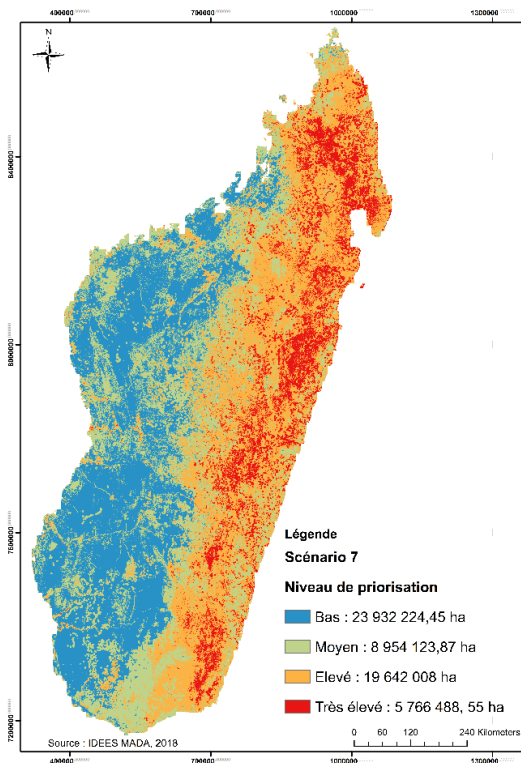 400000 700000 1000000 1300000
N
8400000
8000000
7600000
7200000
Légende
Scénario 7
Niveau de priorisation
Bas : 23 932 224,45 ha
Moyen : 8 954 123,87 ha
Elevé : 19 642 008 ha
Très élevé : 5 766 488, 55 ha
0 60 120 240 Kilometers
Source : IDEES MADA, 2018
400000 700000 1000000 1300000